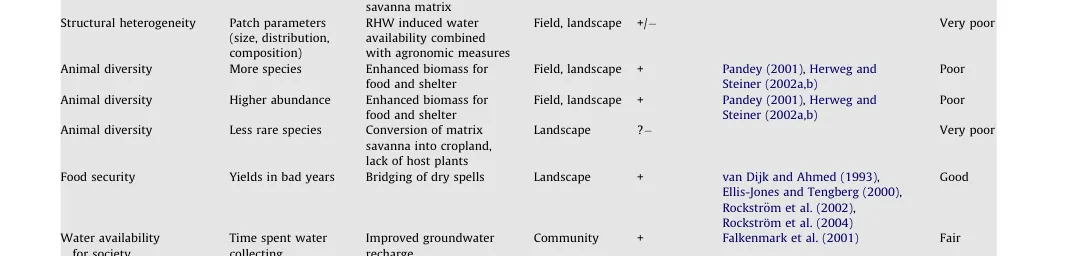 savanna matrix
Structural heterogeneity Patch parameters RHW induced water Field, landscape +/− Very poor
(size, distribution, availability combined
composition) with agronomic measures
Animal diversity More species Enhanced biomass for Field, landscape + Pandey (2001), Herweg and Poor
food and shelter Steiner (2002a,b)
Animal diversity Higher abundance Enhanced biomass for Field, landscape + Pandey (2001), Herweg and Poor
food and shelter Steiner (2002a,b)
Animal diversity Less rare species Conversion of matrix Landscape ?− Very poor
savanna into cropland,
lack of host plants
Food security Yields in bad years Bridging of dry spells Landscape + van Dijk and Ahmed (1993), Good
Ellis-Jones and Tengberg (2000),
Rockström et al. (2002),
Rockström et al. (2004)
Water availability Time spent water Improved groundwater Community + Falkenmark et al. (2001) Fair
for society collecting recharge